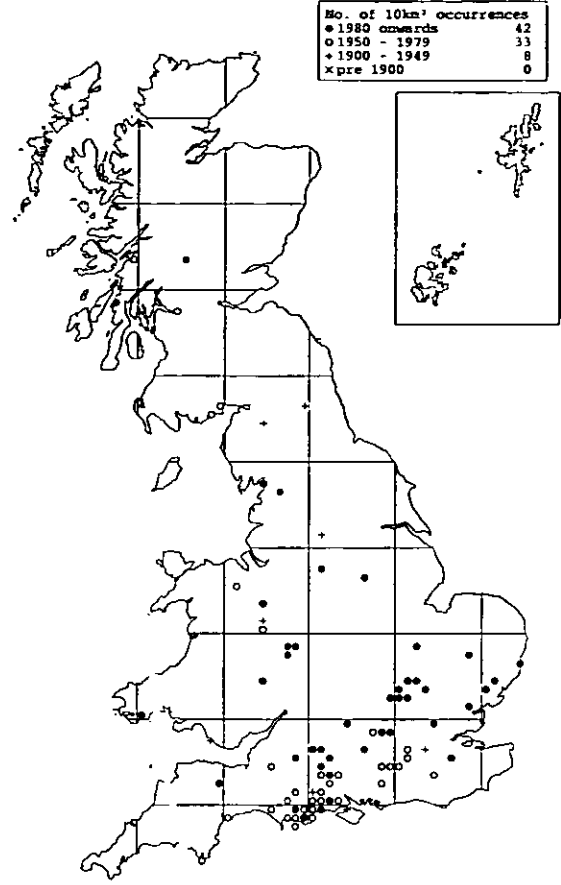 No. of 10km² occurrences
● 1980 onwards 42
○ 1950 - 1979 33
+ 1900 - 1949 8
× pre 1900 0